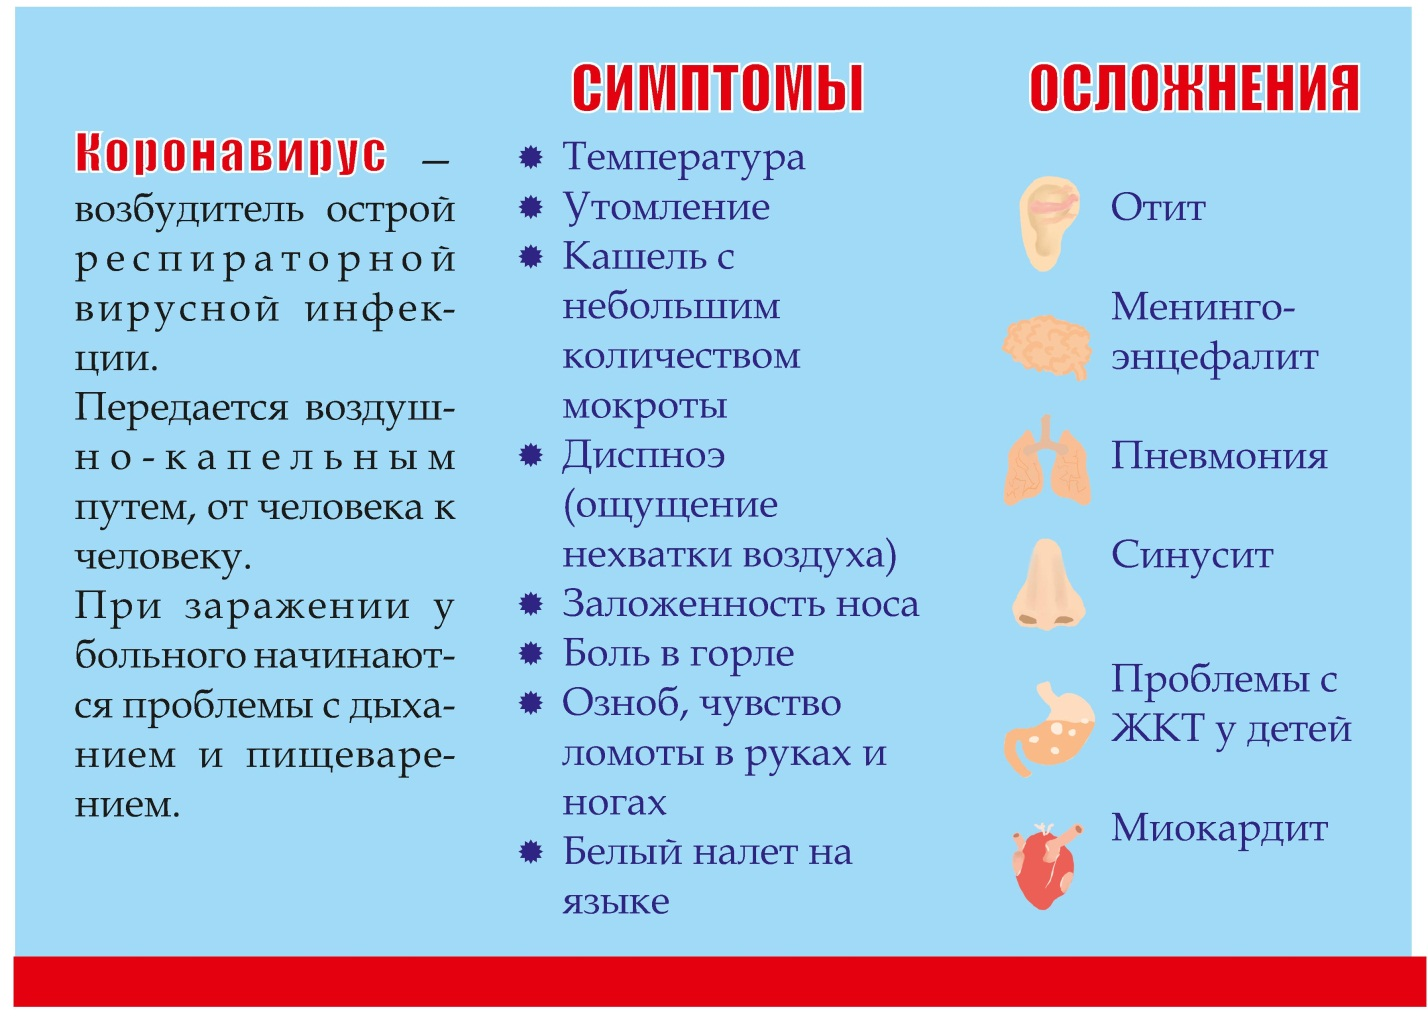 Коронавирус –
возбудитель острой
респираторной
вирусной инфек-
ции.
Передается воздуш-
но-капельным
путем, от человека к
человеку.
При заражении у
больного начинают-
ся проблемы с дыха-
нием и пищеваре-
нием.
СИМПТОМЫ
Температура
Утомление
Кашель с
небольшим
количеством
мокроты
Диспноэ
(ощущение
нехватки воздуха)
Заложенность носа
Боль в горле
Озноб, чувство
ломоты в руках и
ногах
Белый налет на
языке
ОСЛОЖНЕНИЯ
Отит
Менинго-
энцефалит
Пневмония
Синусит
Проблемы с
ЖКТ у детей
Миокардит